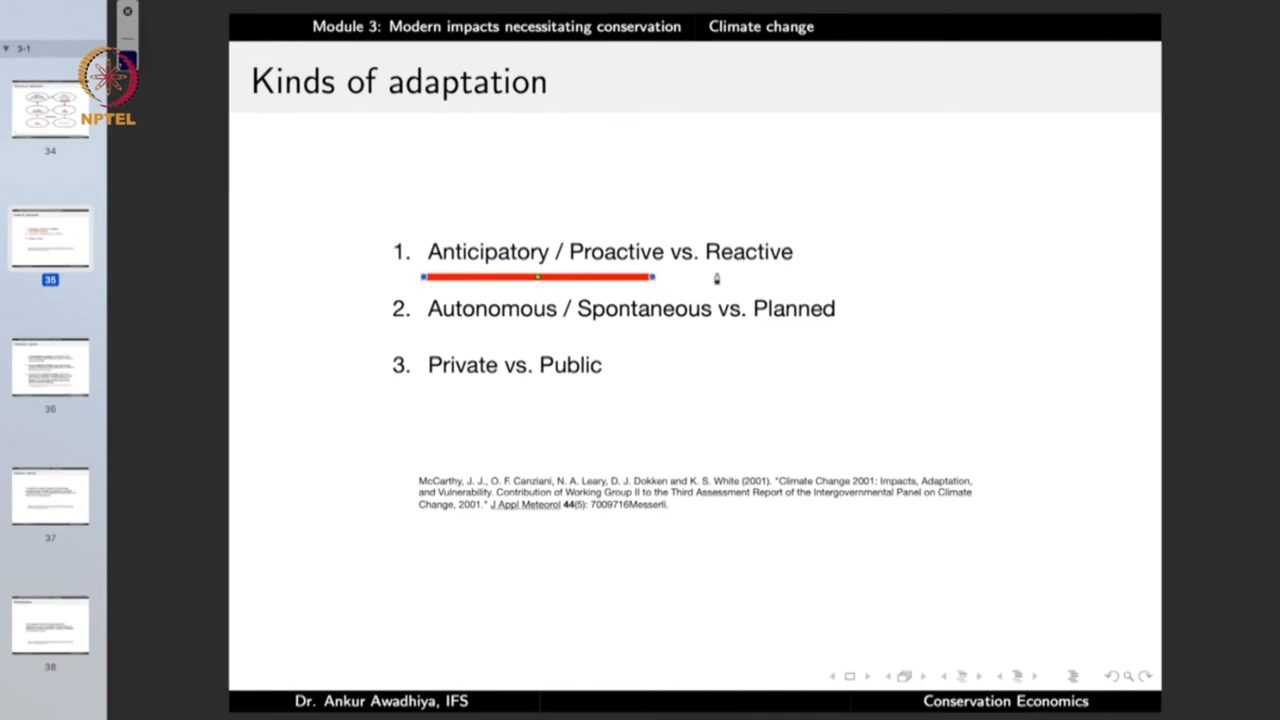 Module 3: Modern impacts necessitating conservation Climate change
3-1
NPTEL
Kinds of adaptation
34
1. Anticipatory / Proactive vs. Reactive
35
2. Autonomous / Spontaneous vs. Planned
3. Private vs. Public
36
McCarthy, J. J., O. F. Canziani, N. A. Leary, D. J. Dokken and K. S. White (2001). "Climate Change 2001: Impacts, Adaptation,
and Vulnerability. Contribution of Working Group II to the Third Assessment Report of the Intergovernmental Panel on Climate
Change, 2001." J Appl Meteorol 44(5): 7009716Messerli.
37
38
Dr. Ankur Awadhiya, IFS Conservation Economics